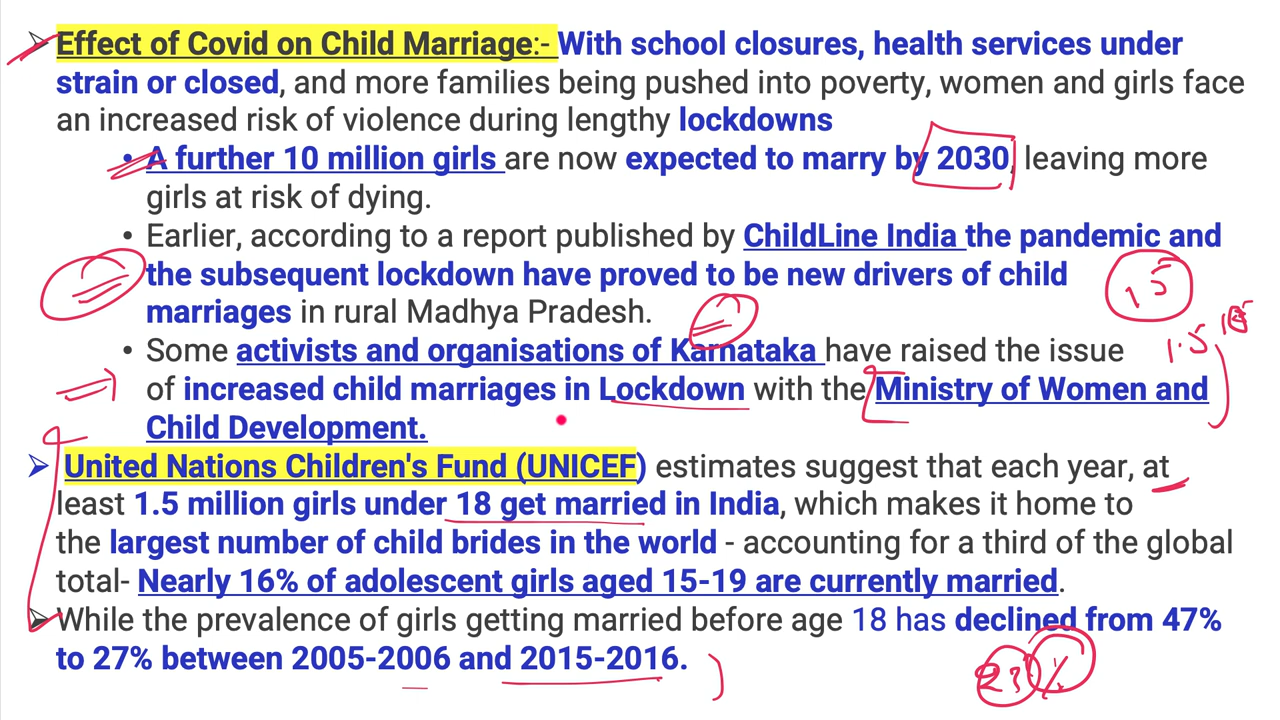 ➤ Effect of Covid on Child Marriage:- With school closures, health services under
strain or closed, and more families being pushed into poverty, women and girls face
an increased risk of violence during lengthy lockdowns
• A further 10 million girls are now expected to marry by 2030, leaving more
girls at risk of dying.
• Earlier, according to a report published by ChildLine India the pandemic and
the subsequent lockdown have proved to be new drivers of child
marriages in rural Madhya Pradesh.
15
• Some activists and organisations of Karnataka have raised the issue
1.5
of increased child marriages in Lockdown with the Ministry of Women and
Child Development.
➤ United Nations Children's Fund (UNICEF) estimates suggest that each year, at
least 1.5 million girls under 18 get married in India, which makes it home to
the largest number of child brides in the world - accounting for a third of the global
total- Nearly 16% of adolescent girls aged 15-19 are currently married.
➤ While the prevalence of girls getting married before age 18 has declined from 47%
to 27% between 2005-2006 and 2015-2016.